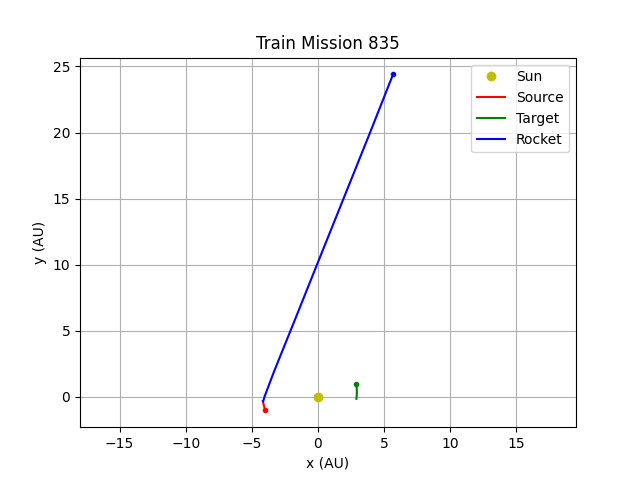 Train Mission 835
25
20
15
10
5
0
y (AU)
−15
−10
−5
0
5
10
15
x (AU)
Sun
Source
Target
Rocket